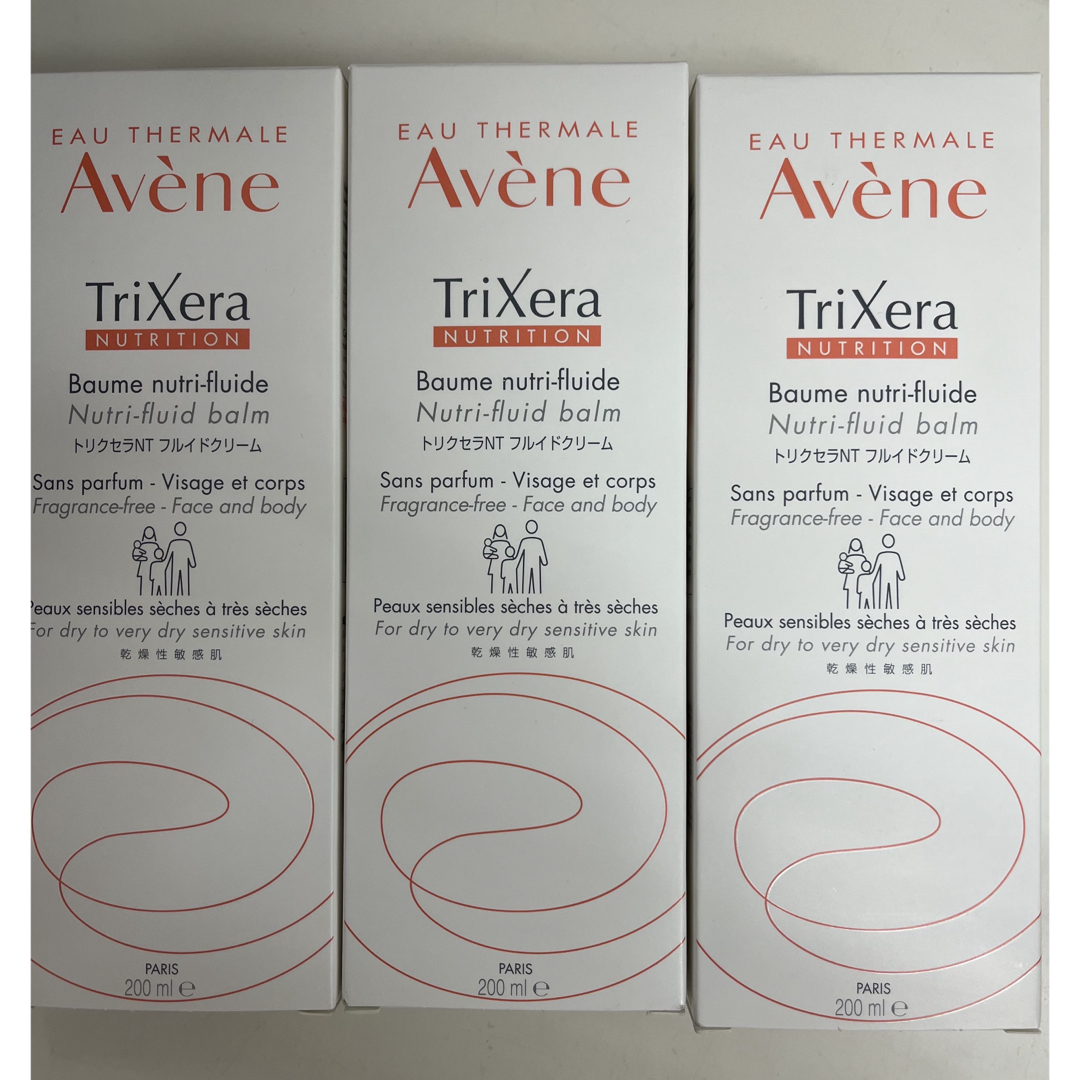 EAU THERMALE
Avène
TriXera
NUTRITION
Baume nutri-fluide
Nutri-fluid balm
トリクセラNT フルイドクリーム
Sans parfum - Visage et corps
Fragrance-free - Face and body
Peaux sensibles sèches à très sèches
For dry to very dry sensitive skin
乾燥性敏感肌
PARIS
200 ml ℮
EAU THERMALE
Avène
TriXera
NUTRITION
Baume nutri-fluide
Nutri-fluid balm
トリクセラNT フルイドクリーム
Sans parfum - Visage et corps
Fragrance-free - Face and body
Peaux sensibles sèches à très sèches
For dry to very dry sensitive skin
乾燥性敏感肌
PARIS
200 ml ℮
EAU THERMALE
Avène
TriXera
NUTRITION
Baume nutri-fluide
Nutri-fluid balm
トリクセラNT フルイドクリーム
Sans parfum - Visage et corps
Fragrance-free - Face and body
Peaux sensibles sèches à très sèches
For dry to very dry sensitive skin
乾燥性敏感肌
PARIS
200 ml ℮